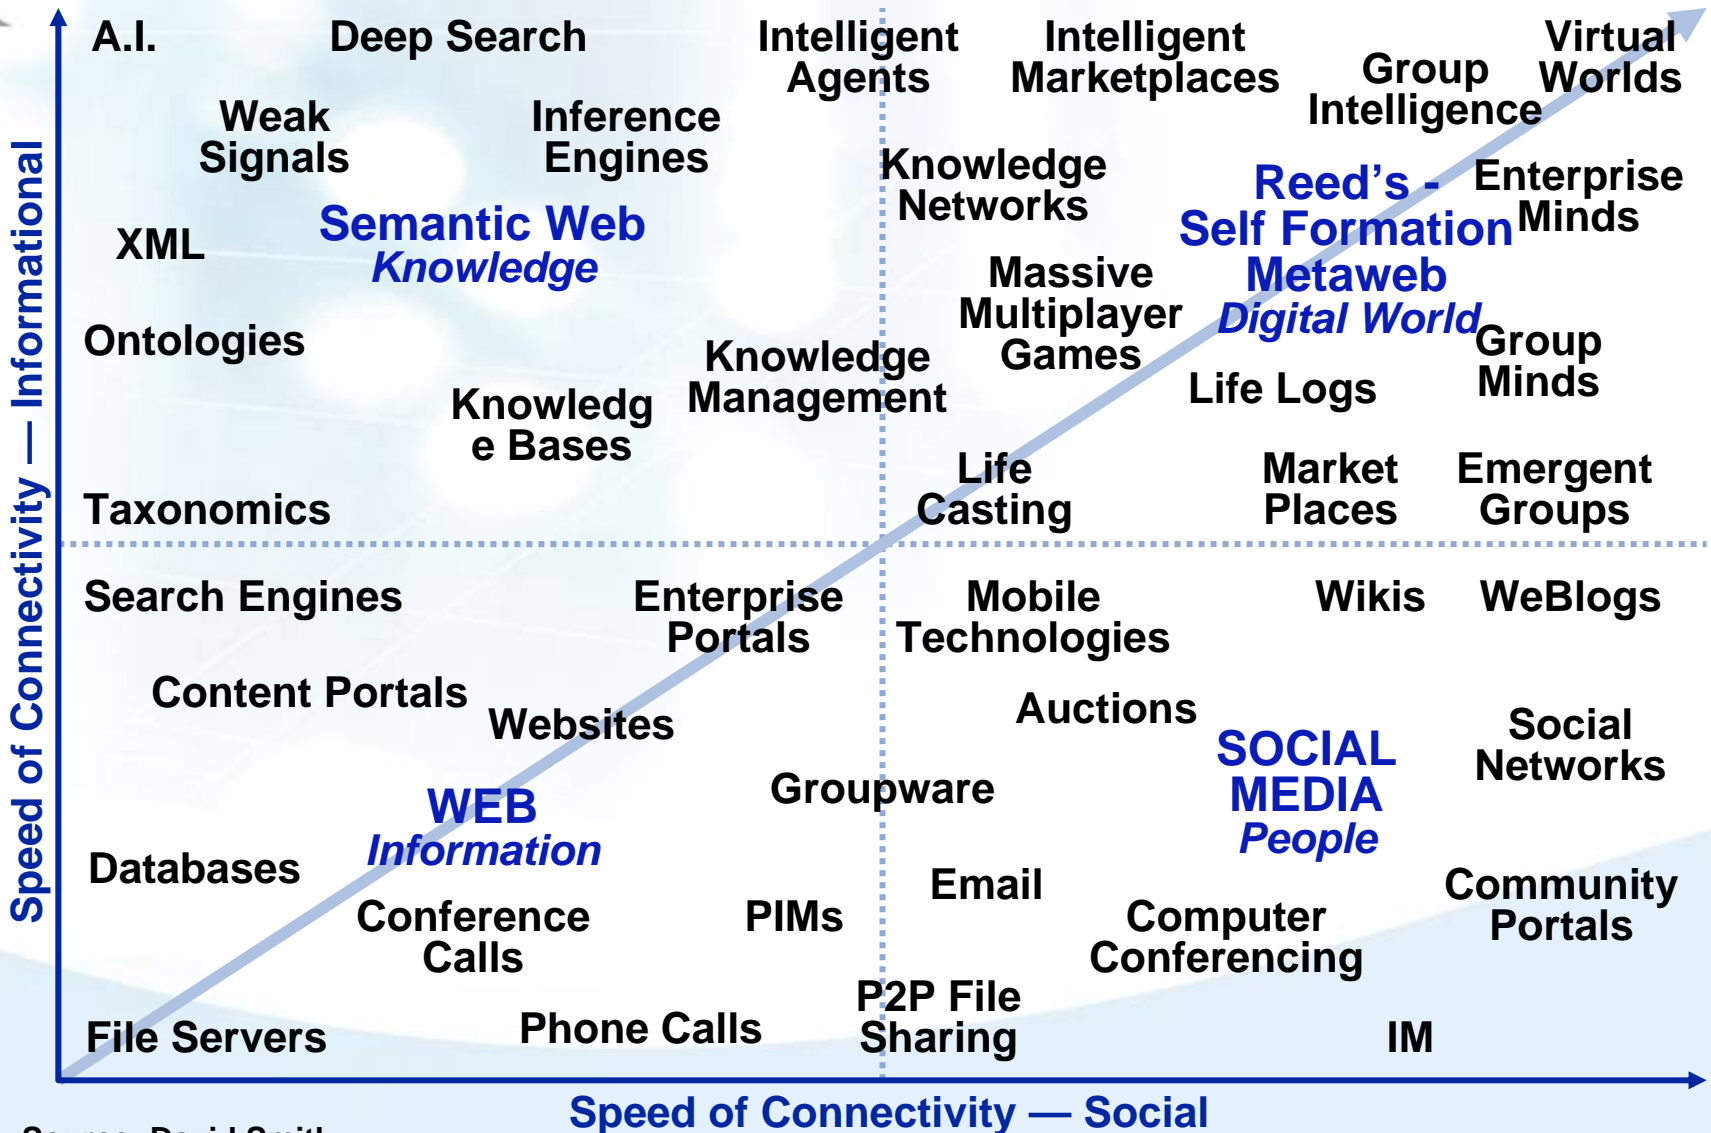 A.I.
Deep Search
Intelligent
Agents
Intelligent
Marketplaces
Group
Intelligence
Virtual
Worlds
Weak
Signals
Inference
Engines
Knowledge
Networks
Reed's -
Self Formation
Metaweb
Digital World
Enterprise
Minds
XML
Semantic Web
Knowledge
Massive
Multiplayer
Games
Ontologies
Knowledge
Management
Group
Minds
Life Logs
Knowledg
e Bases
Life
Casting
Market
Places
Emergent
Groups
Taxonomics
Search Engines
Enterprise
Portals
Mobile
Technologies
Wikis
WeBlogs
Content Portals
Websites
Auctions
SOCIAL
MEDIA
People
Social
Networks
Groupware
WEB
Information
Databases
Email
Community
Portals
Conference
Calls
PIMs
Computer
Conferencing
P2P File
Sharing
File Servers
Phone Calls
IM
Speed of Connectivity — Informational
Speed of Connectivity — Social
Source: David Smith